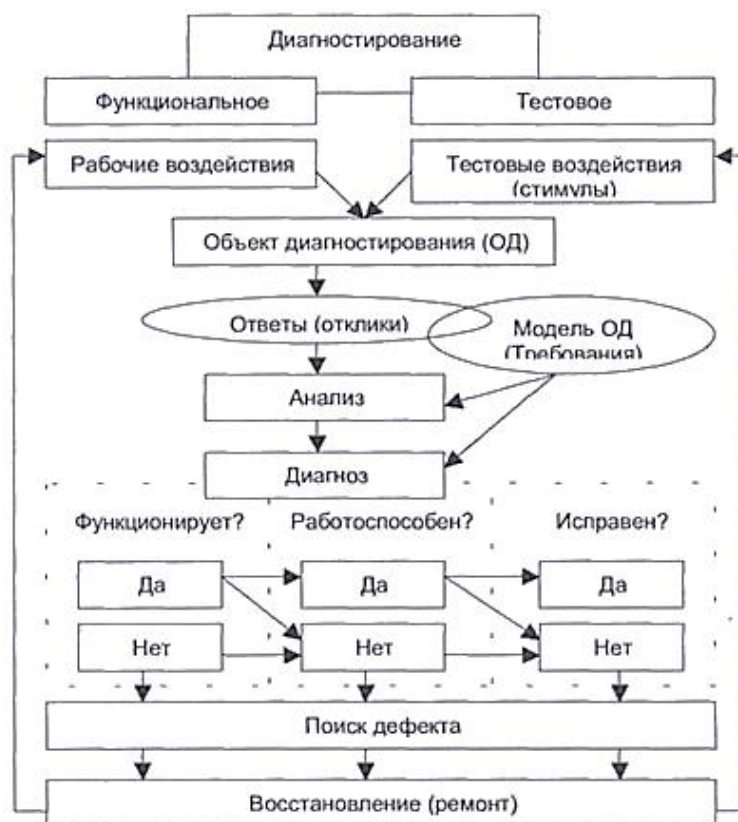 Диагностирование
Функциональное
Тестовое
Рабочие воздействия
Тестовые воздействия
(стимулы)
Объект диагностирования (ОД)
Ответы (отклики)
Модель ОД
(Требования)
Анализ
Диагноз
Функционирует?
Работоспособен?
Исправен?
Да
Да
Да
Нет
Нет
Нет
Поиск дефекта
Восстановление (ремонт)